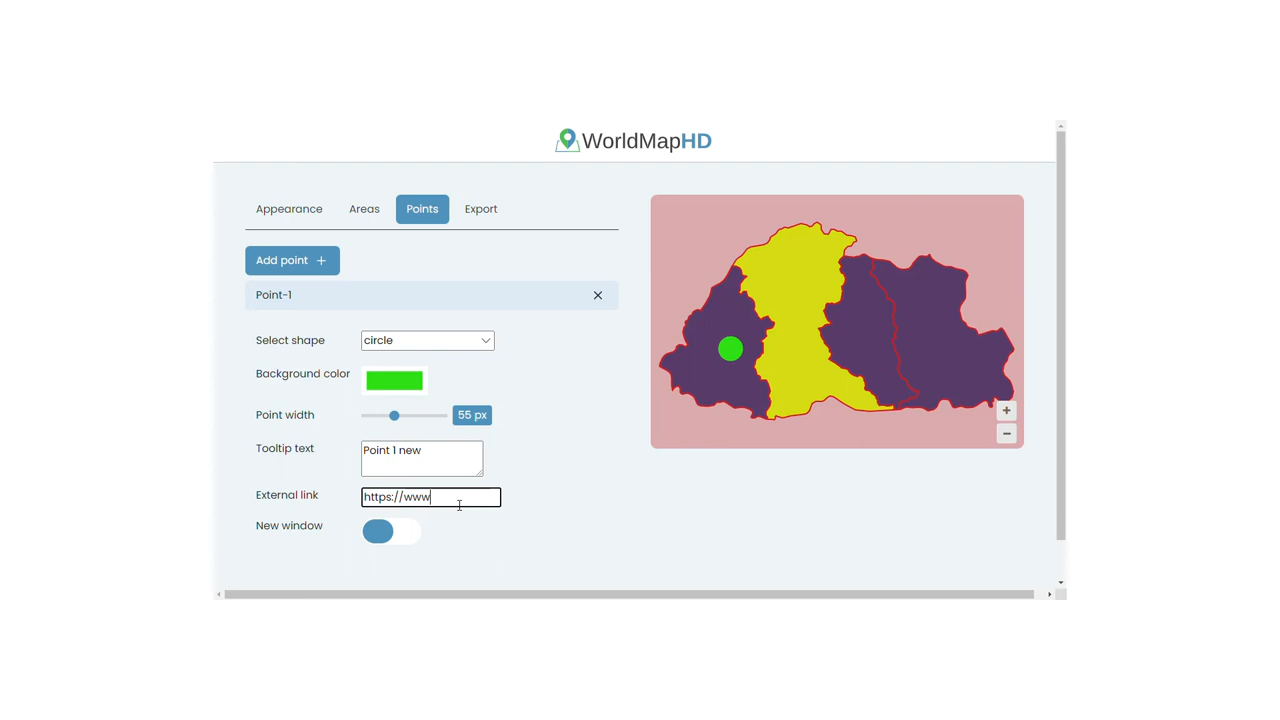 WorldMapHD
Appearance Areas Points Export
Add point +
Point-1
Select shape circle
Background color
Point width 55 px
Tooltip text Point 1 new
External link https://www
New window